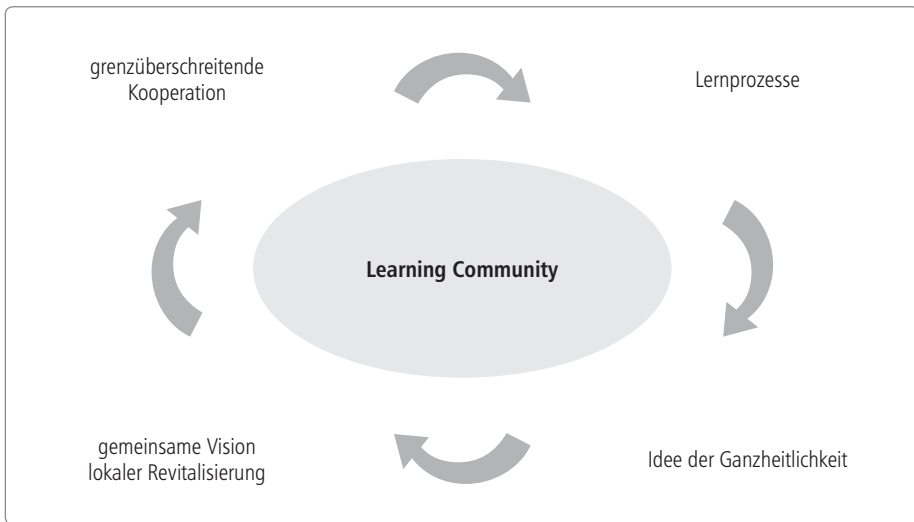 grenzüberschreitende
Kooperation
Lernprozesse
Learning Community
gemeinsame Vision
lokaler Revitalisierung
Idee der Ganzheitlichkeit